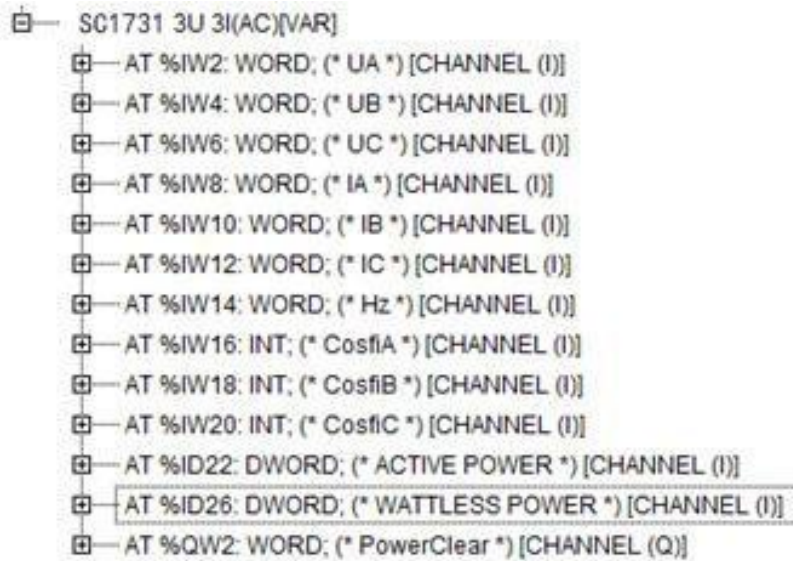 SC1731 3U 3I(AC)[VAR]
AT %IW2: WORD; (* UA *) [CHANNEL (I)]
AT %IW4: WORD; (* UB *) [CHANNEL (I)]
AT %IW6: WORD; (* UC *) [CHANNEL (I)]
AT %IW8: WORD; (* IA *) [CHANNEL (I)]
AT %IW10: WORD; (* IB *) [CHANNEL (I)]
AT %IW12: WORD; (* IC *) [CHANNEL (I)]
AT %IW14: WORD; (* Hz *) [CHANNEL (I)]
AT %IW16: INT; (* CosfiA *) [CHANNEL (I)]
AT %IW18: INT; (* CosfiB *) [CHANNEL (I)]
AT %IW20: INT; (* CosfiC *) [CHANNEL (I)]
AT %ID22: DWORD; (* ACTIVE POWER *) [CHANNEL (I)]
AT %ID26: DWORD; (* WATTLESS POWER *) [CHANNEL (I)]
AT %QW2: WORD; (* PowerClear *) [CHANNEL (Q)]